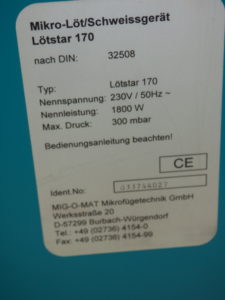 Mikro-Löt/Schweissgerät
Lötstar 170
nach DIN: 32508
Typ: Lötstar 170
Nennspannung: 230V / 50Hz ~
Nennleistung: 1800 W
Max. Druck: 300 mbar
Bedienungsanleitung beachten!
CE
Ident.No:
MIG-O-MAT Mikrofügetechnik GmbH
Werksstraße 20
D-57299 Burbach-Würgendorf
Tel.: +49 (02736) 4154-0
Fax: +49 (02736) 4154-99